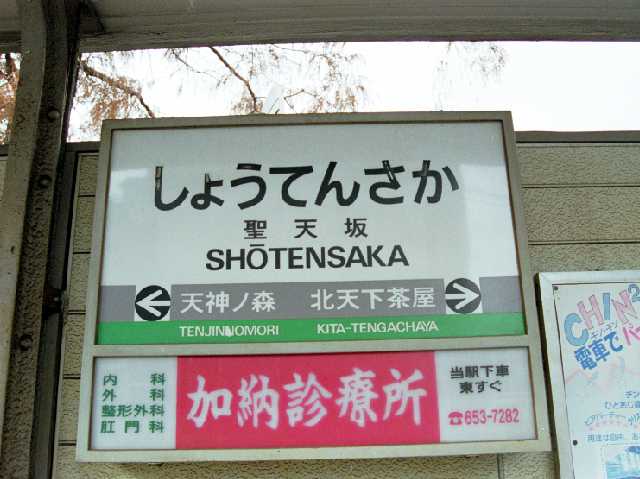 しょうてんさか
聖天坂
SHŌTENSAKA
天神ノ森 北天下茶屋
TENJINNOMORI KITA-TENGACHAYA
内科
外科
整形外科
肛門科
加納診療所
当駅下車
東すぐ
☎653-7282
電車で